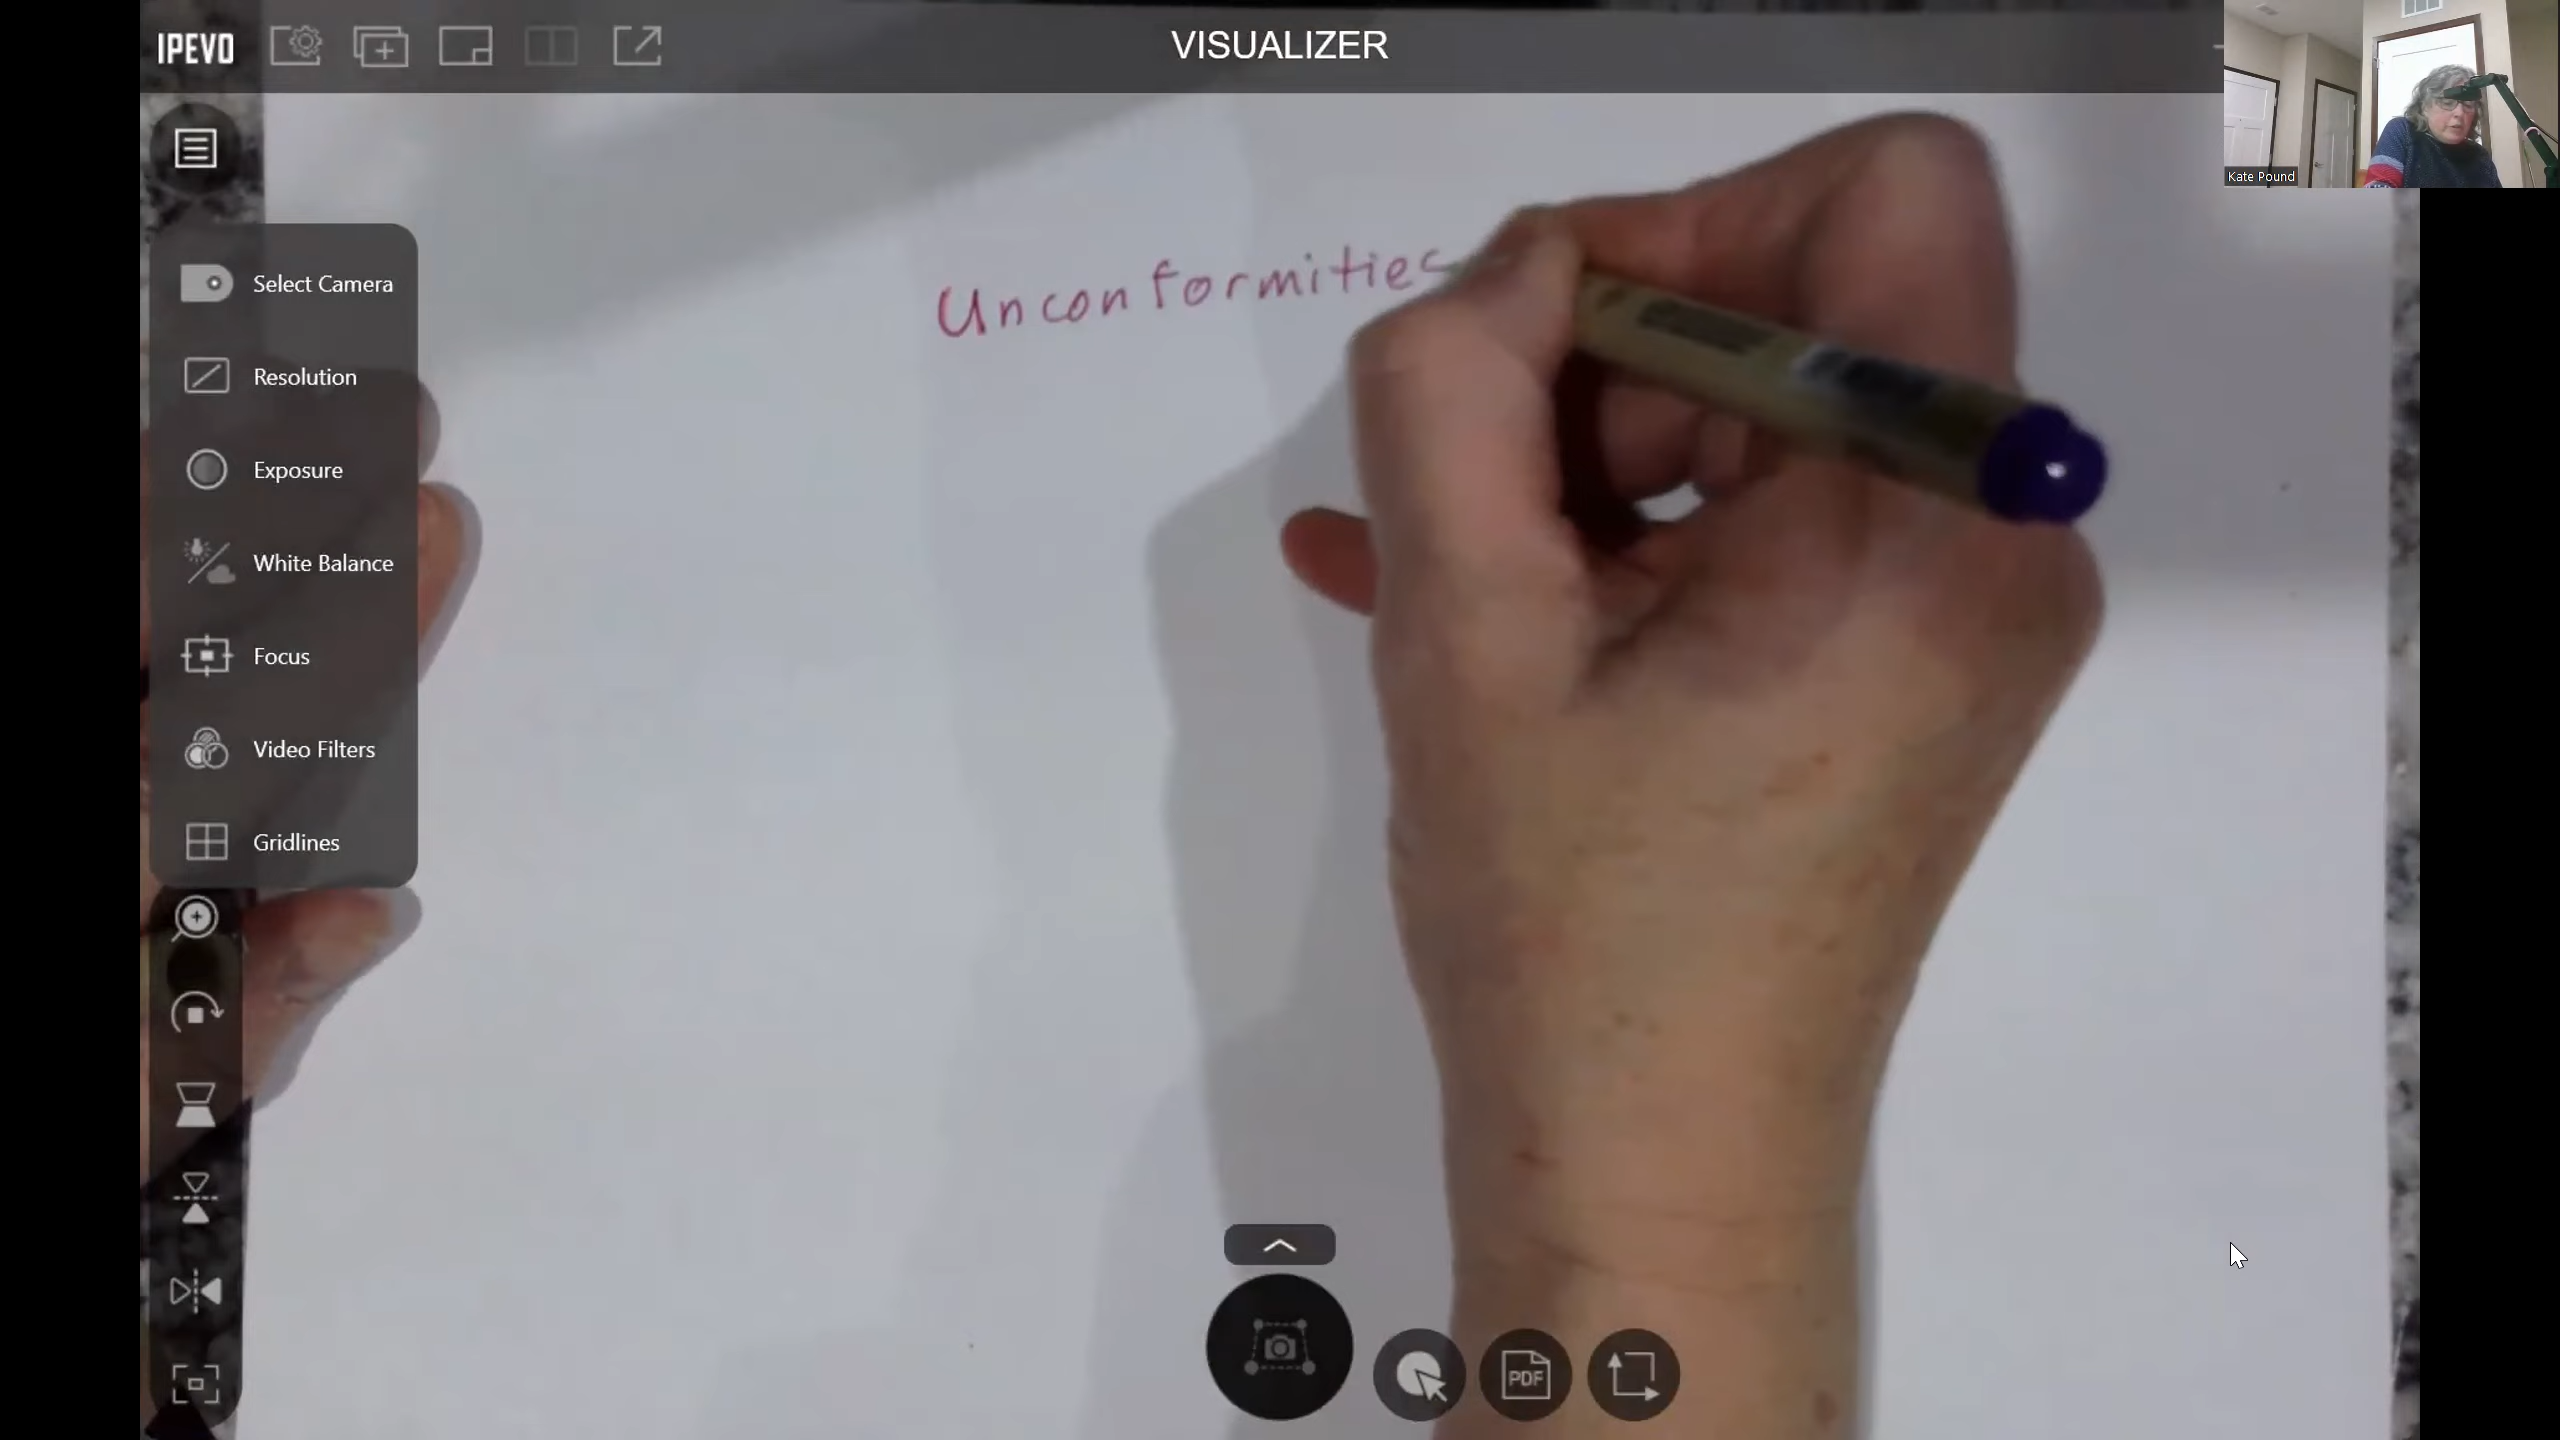 IPEVO
VISUALIZER
Kate Pound
Select Camera
Resolution
Exposure
White Balance
Focus
Video Filters
Gridlines
Unconformities
PDF